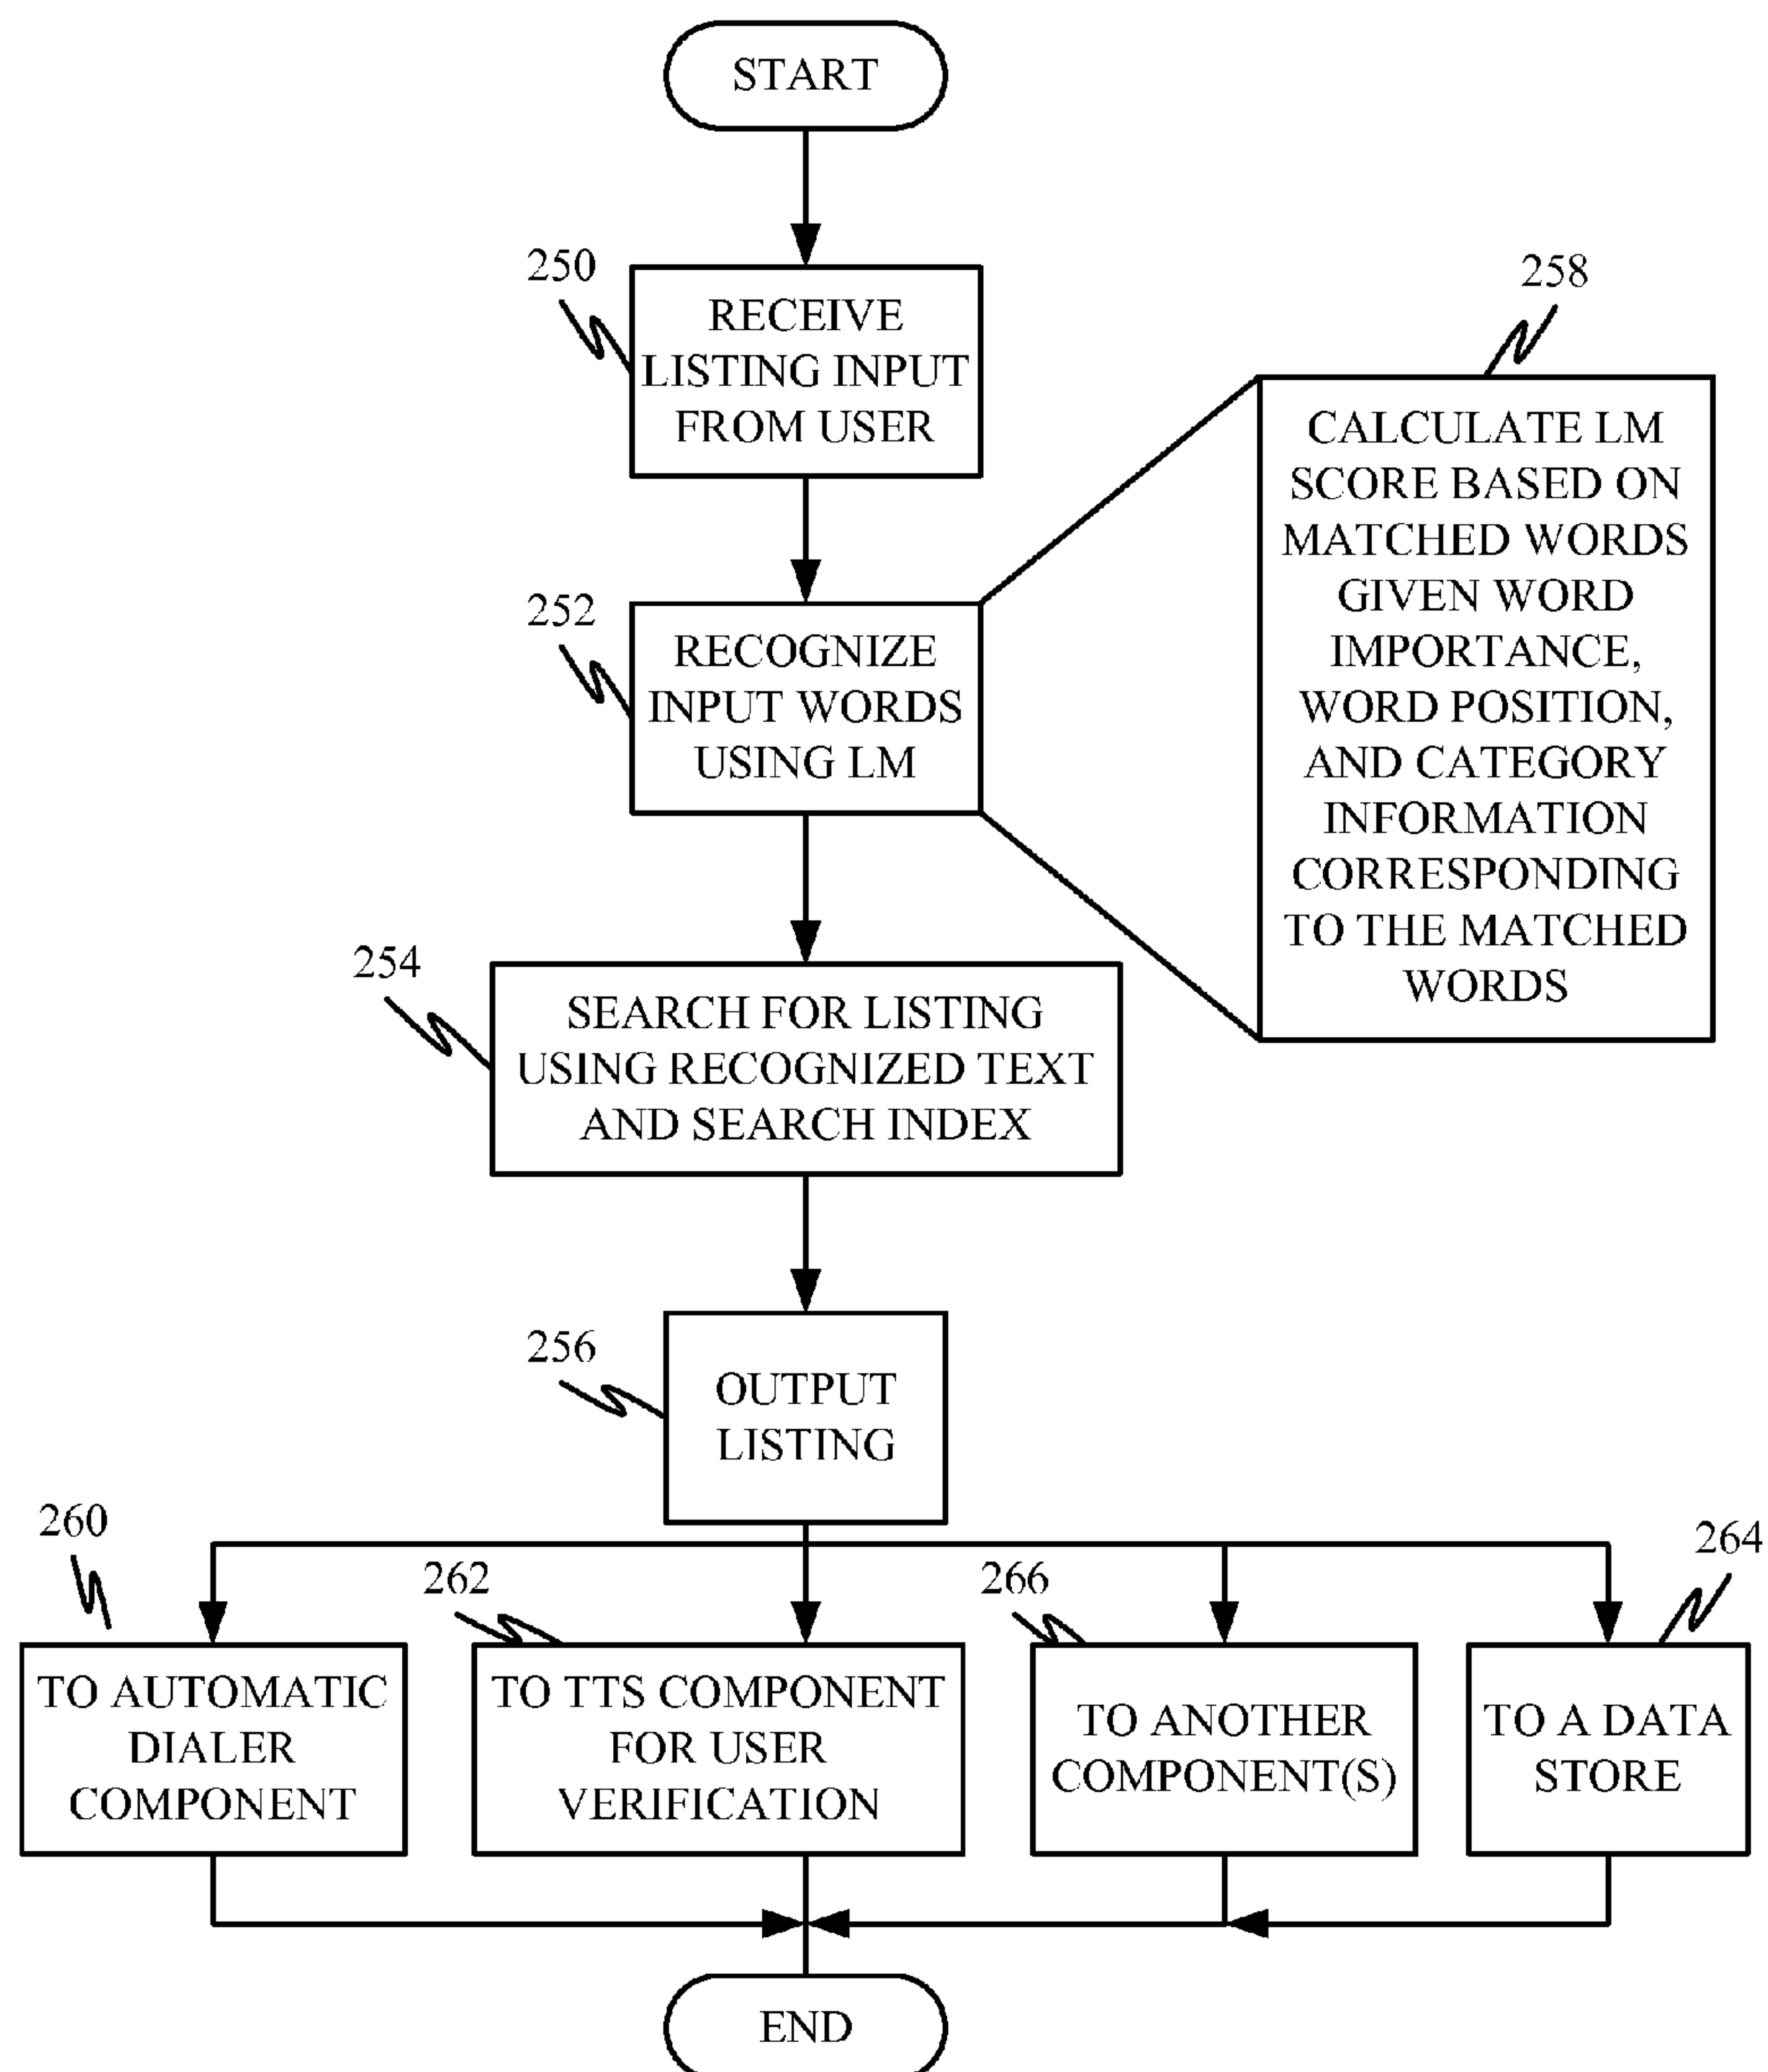 START
250
RECEIVE
LISTING INPUT
FROM USER
258
CALCULATE LM
SCORE BASED ON
MATCHED WORDS
GIVEN WORD
IMPORTANCE,
WORD POSITION,
AND CATEGORY
INFORMATION
CORRESPONDING
TO THE MATCHED
WORDS
252
RECOGNIZE
INPUT WORDS
USING LM
254
SEARCH FOR LISTING
USING RECOGNIZED TEXT
AND SEARCH INDEX
256
OUTPUT
LISTING
260
TO AUTOMATIC
DIALER
COMPONENT
262
TO TTS COMPONENT
FOR USER
VERIFICATION
266
TO ANOTHER
COMPONENT(S)
264
TO A DATA
STORE
END